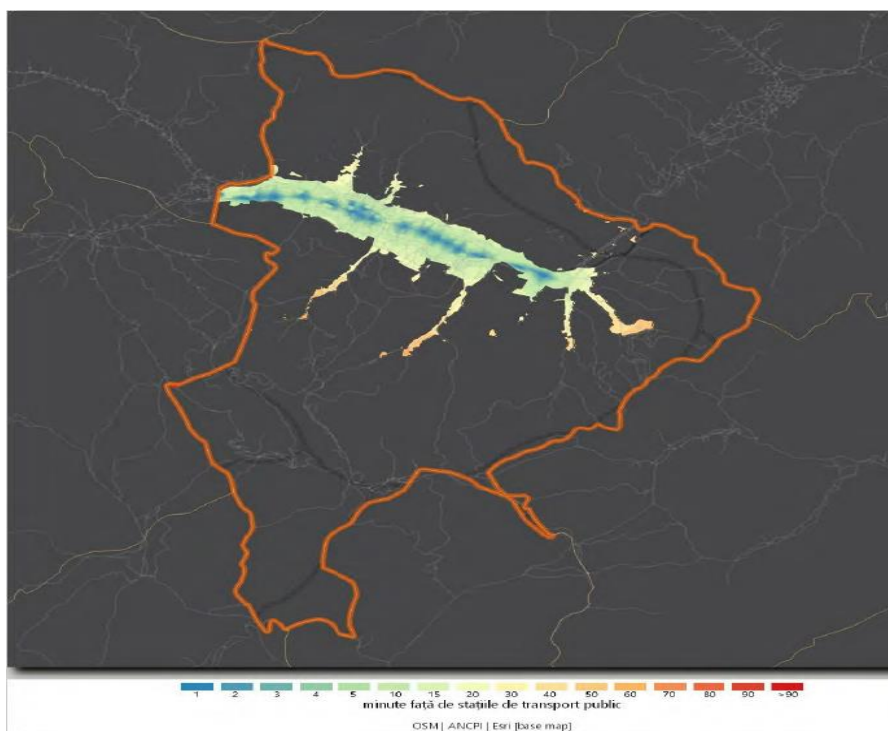 1 2 3 4 5 10 15 20 30 40 50 60 70 80 90 >90
minute față de stațiile de transport public
OSM | ANCPI | Esri [base map]